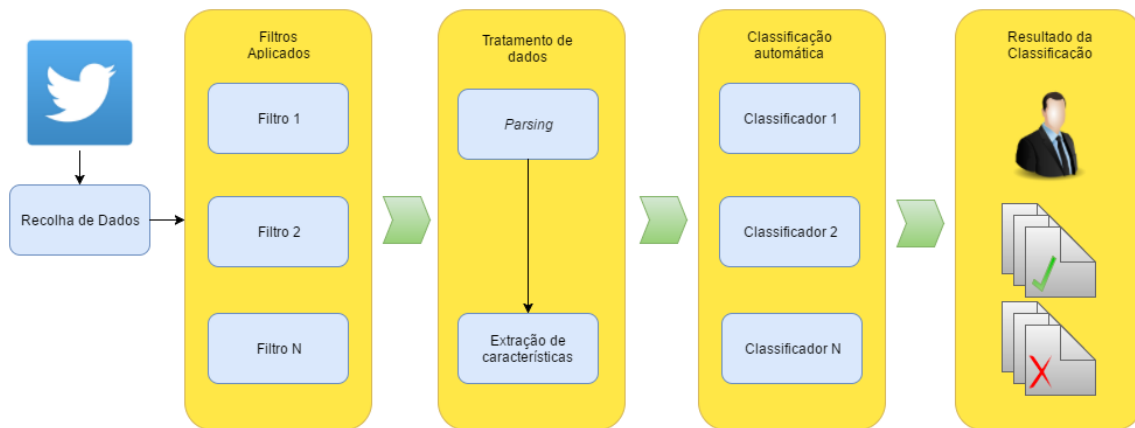 Recolha de Dados
Filtros
Aplicados
Filtro 1
Filtro 2
Filtro N
Tratamento de
dados
Parsing
Extração de
características
Classificação
automática
Classificador 1
Classificador 2
Classificador N
Resultado da
Classificação